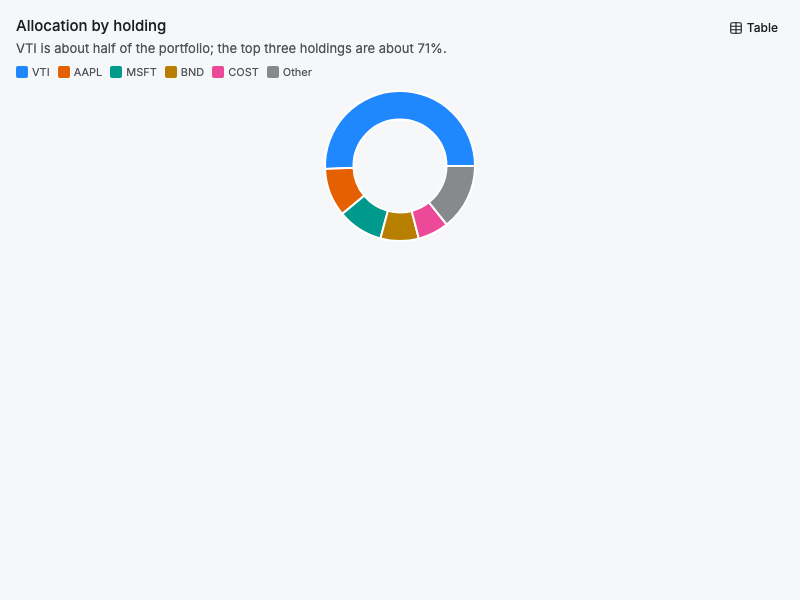 Allocation by holding
Table
VTI is about half of the portfolio; the top three holdings are about 71%.
VTI AAPL MSFT BND COST Other